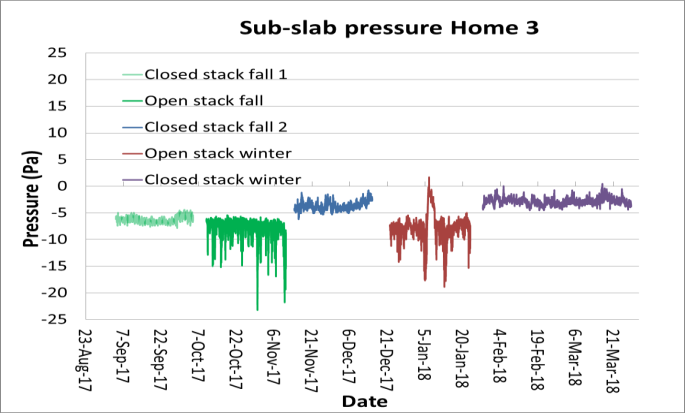 Sub-slab pressure Home 3
25
20
15
10
5
0
-5
-10
-15
-20
-25
Pressure (Pa)
Closed stack fall 1
Open stack fall
Closed stack fall 2
Open stack winter
Closed stack winter
23-Aug-17
7-Sep-17
22-Sep-17
7-Oct-17
22-Oct-17
6-Nov-17
21-Nov-17
6-Dec-17
21-Dec-17
5-Jan-18
20-Jan-18
4-Feb-18
19-Feb-18
6-Mar-18
21-Mar-18
Date